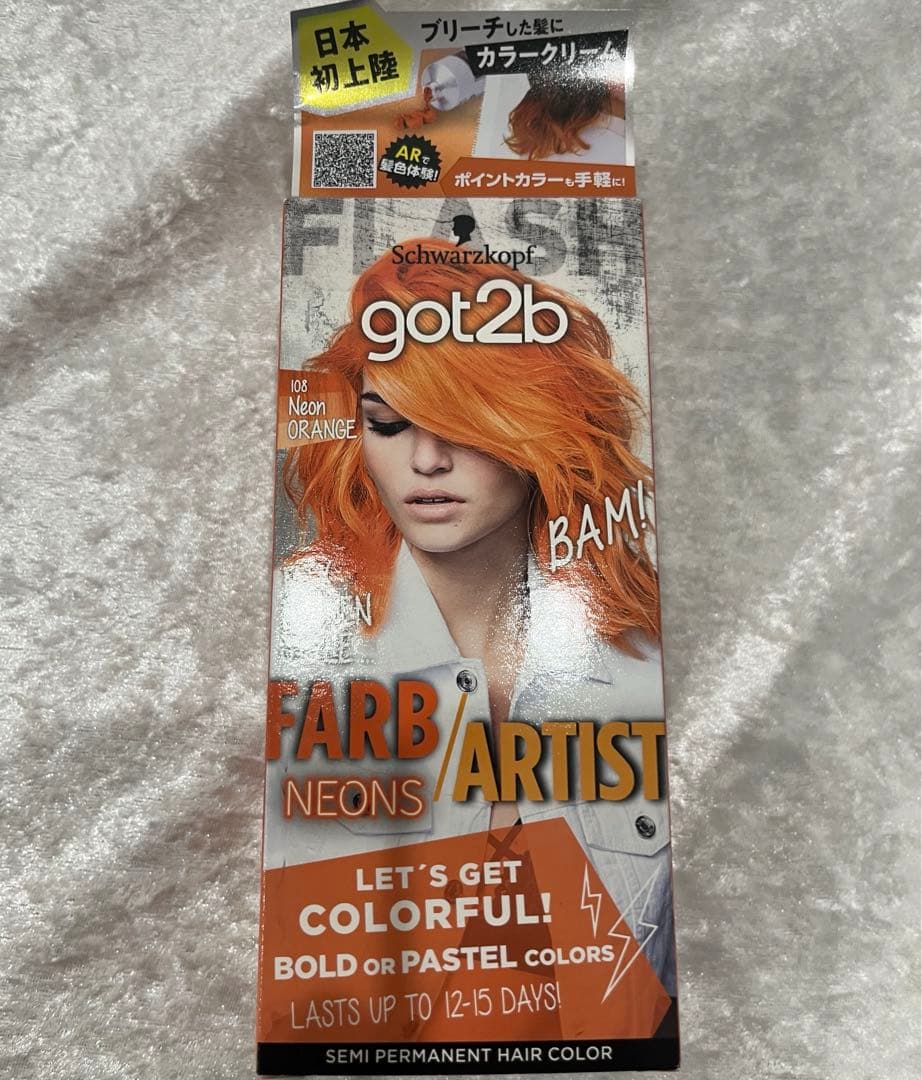 日本
初上陸
ブリーチした髪に
カラークリーム
ARで
髪色体験!
ポイントカラーも手軽に!
FLASH
Schwarzkopf
got2b
108
Neon
ORANGE
BAM!
FARB
/ARTIST
NEONS
LET´S GET
COLORFUL!
BOLD OR PASTEL COLORS
LASTS UP TO 12-15 DAYS!
SEMI PERMANENT HAIR COLOR